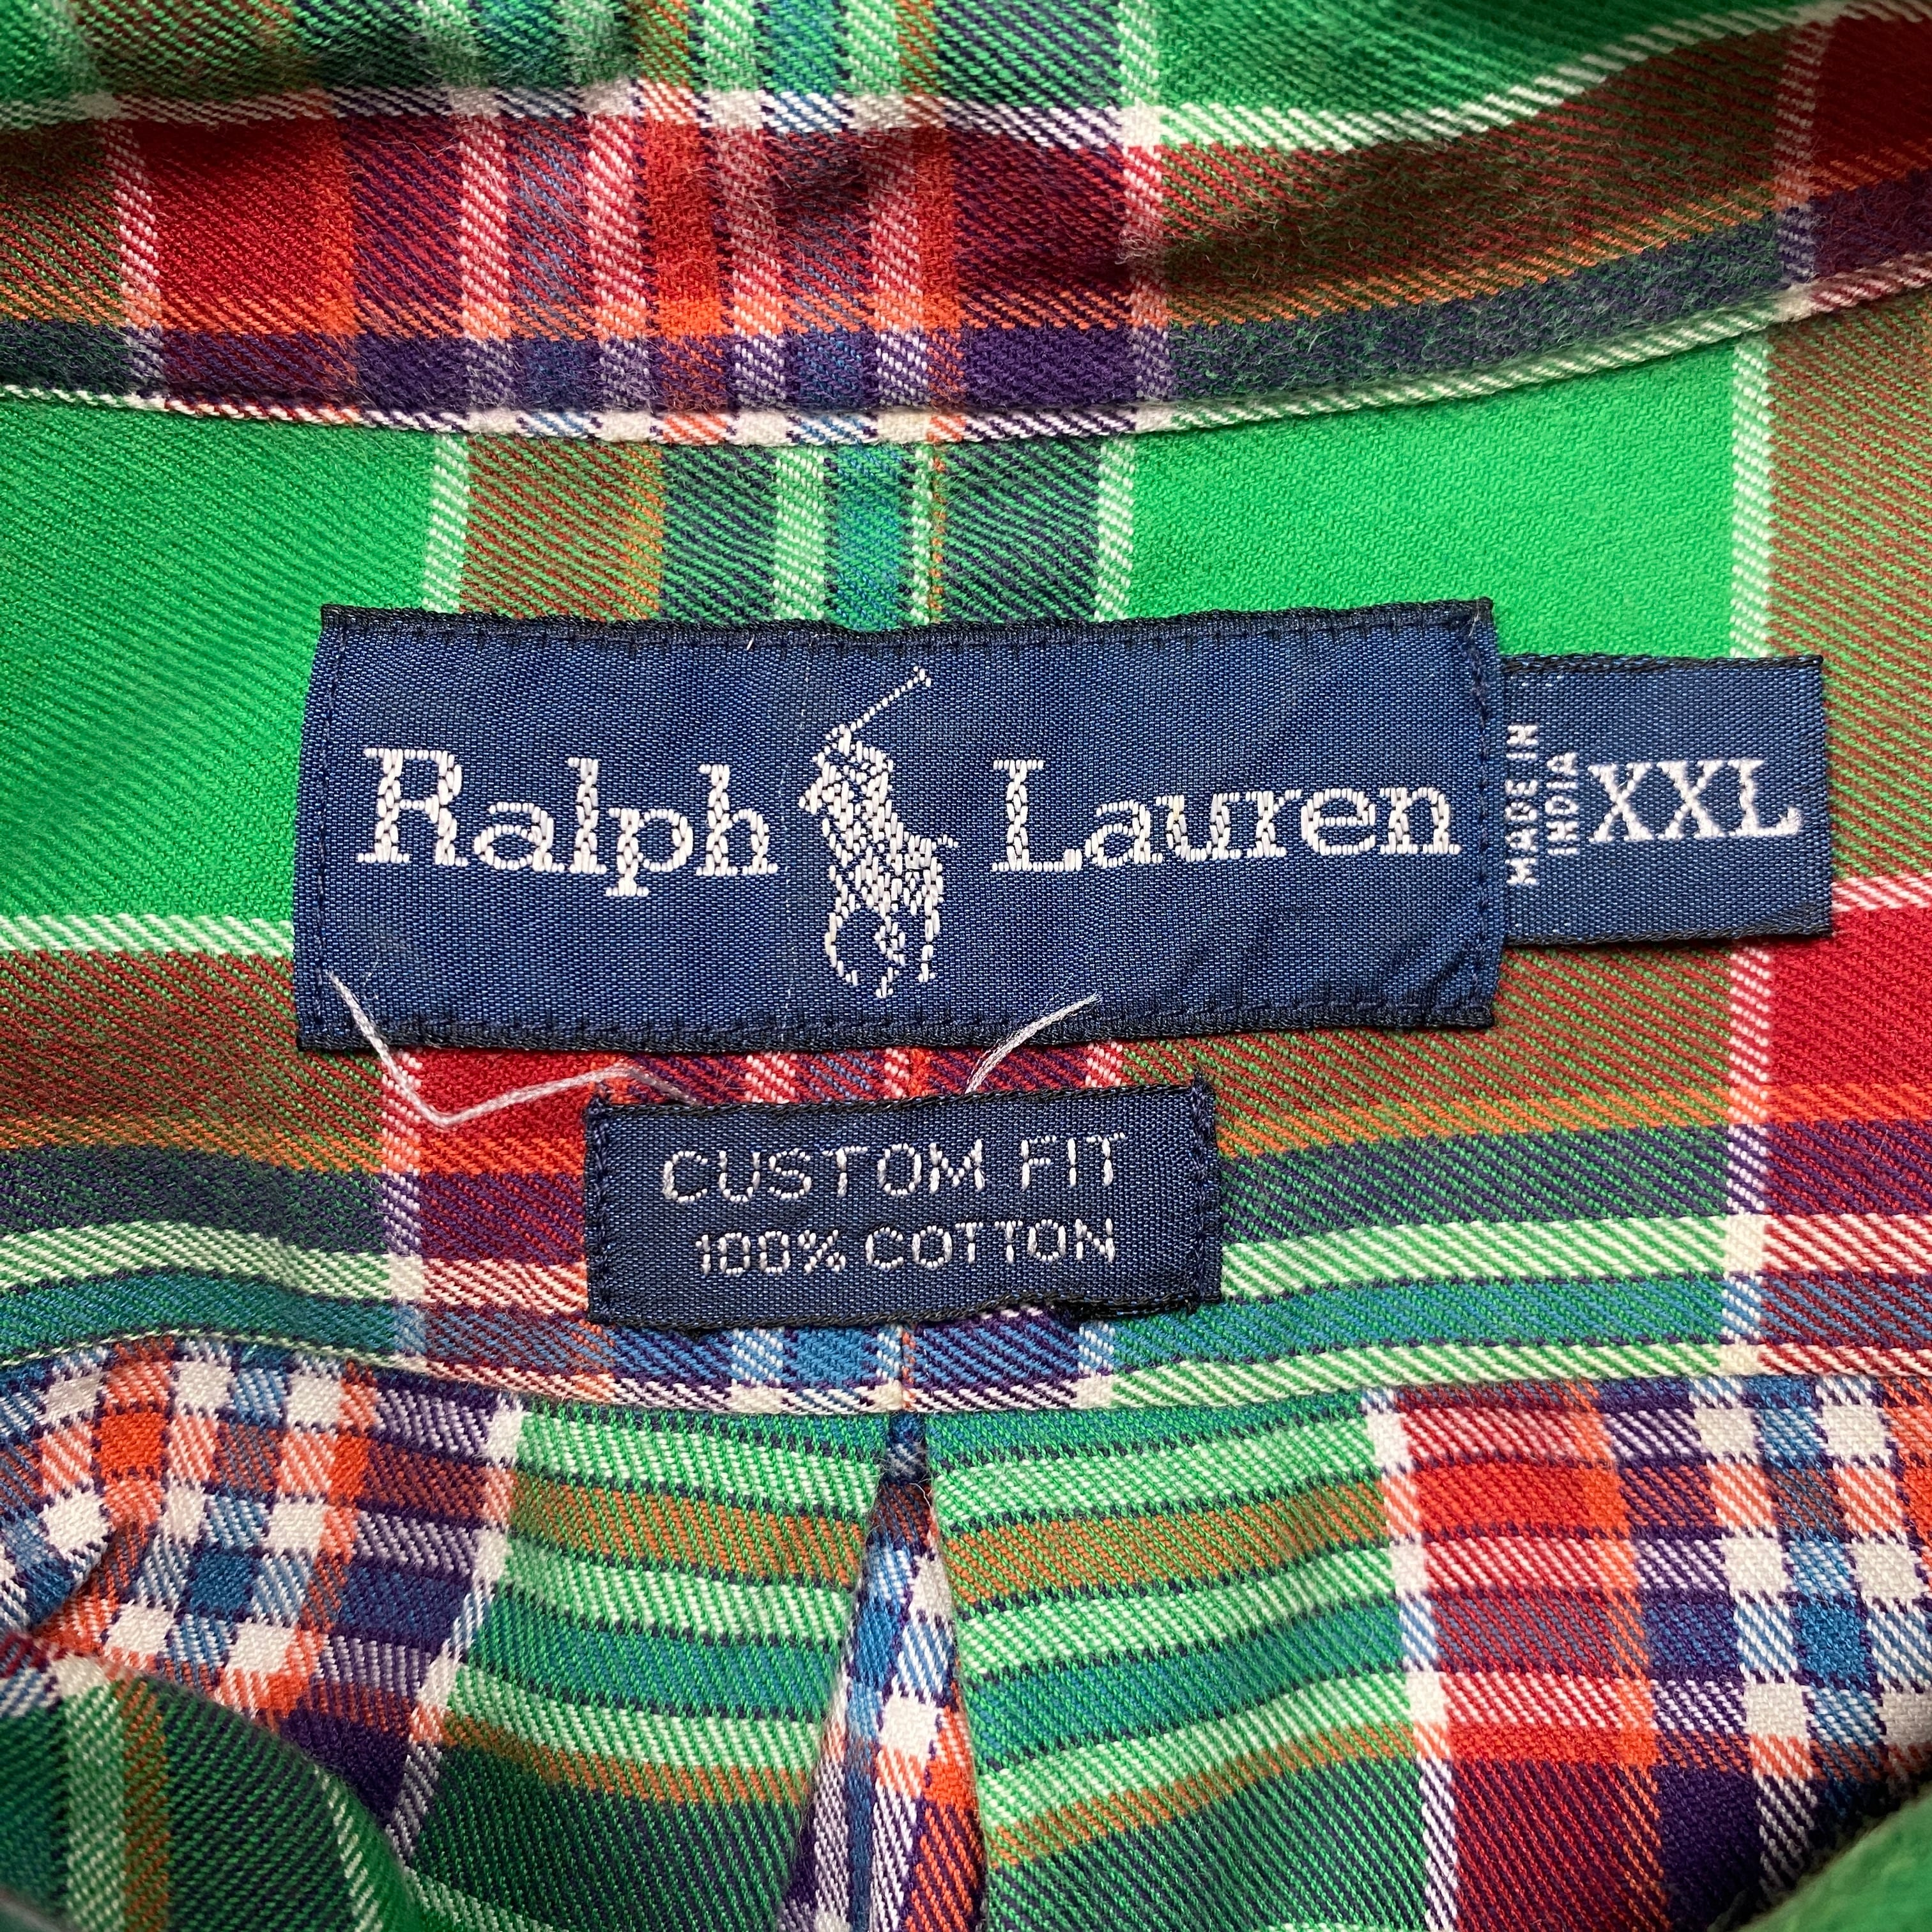 Ralph Lauren
MADE IN
INDIA
XXL
CUSTOM FIT
100% COTTON